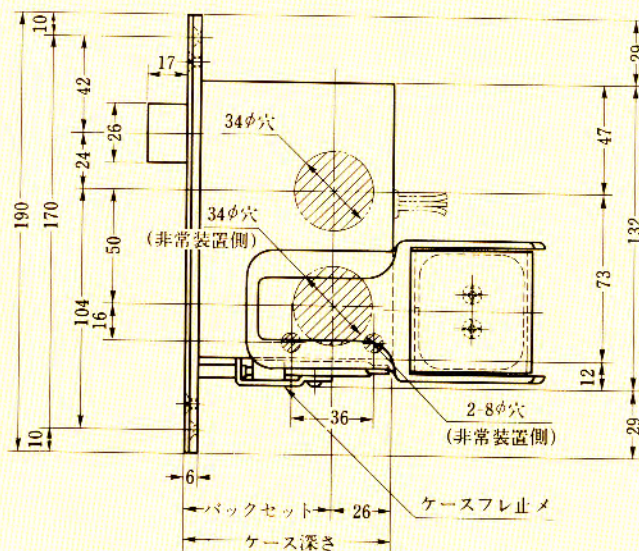 10
17
42
26
24
34φ穴
34φ穴
(非常装置側)
190
170
50
104
16
10
36
6
2-8φ穴
(非常装置側)
バックセット
26
ケースフレ止メ
ケース深さ
29
47
132
73
12
29